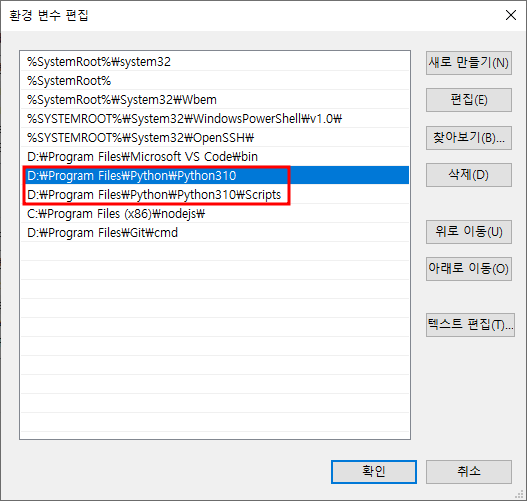 환경 변수 편집
%SystemRoot%₩system32
%SystemRoot%
%SystemRoot%₩System32₩Wbem
%SYSTEMROOT%₩System32₩WindowsPowerShell₩v1.0₩
%SYSTEMROOT%₩System32₩OpenSSH₩
D:₩Program Files₩Microsoft VS Code₩bin
D:₩Program Files₩Python₩Python310
D:₩Program Files₩Python₩Python310₩Scripts
C:₩Program Files (x86)₩nodejs₩
D:₩Program Files₩Git₩cmd
새로 만들기(N)
편집(E)
찾아보기(B)...
삭제(D)
위로 이동(U)
아래로 이동(O)
텍스트 편집(T)...
확인
취소